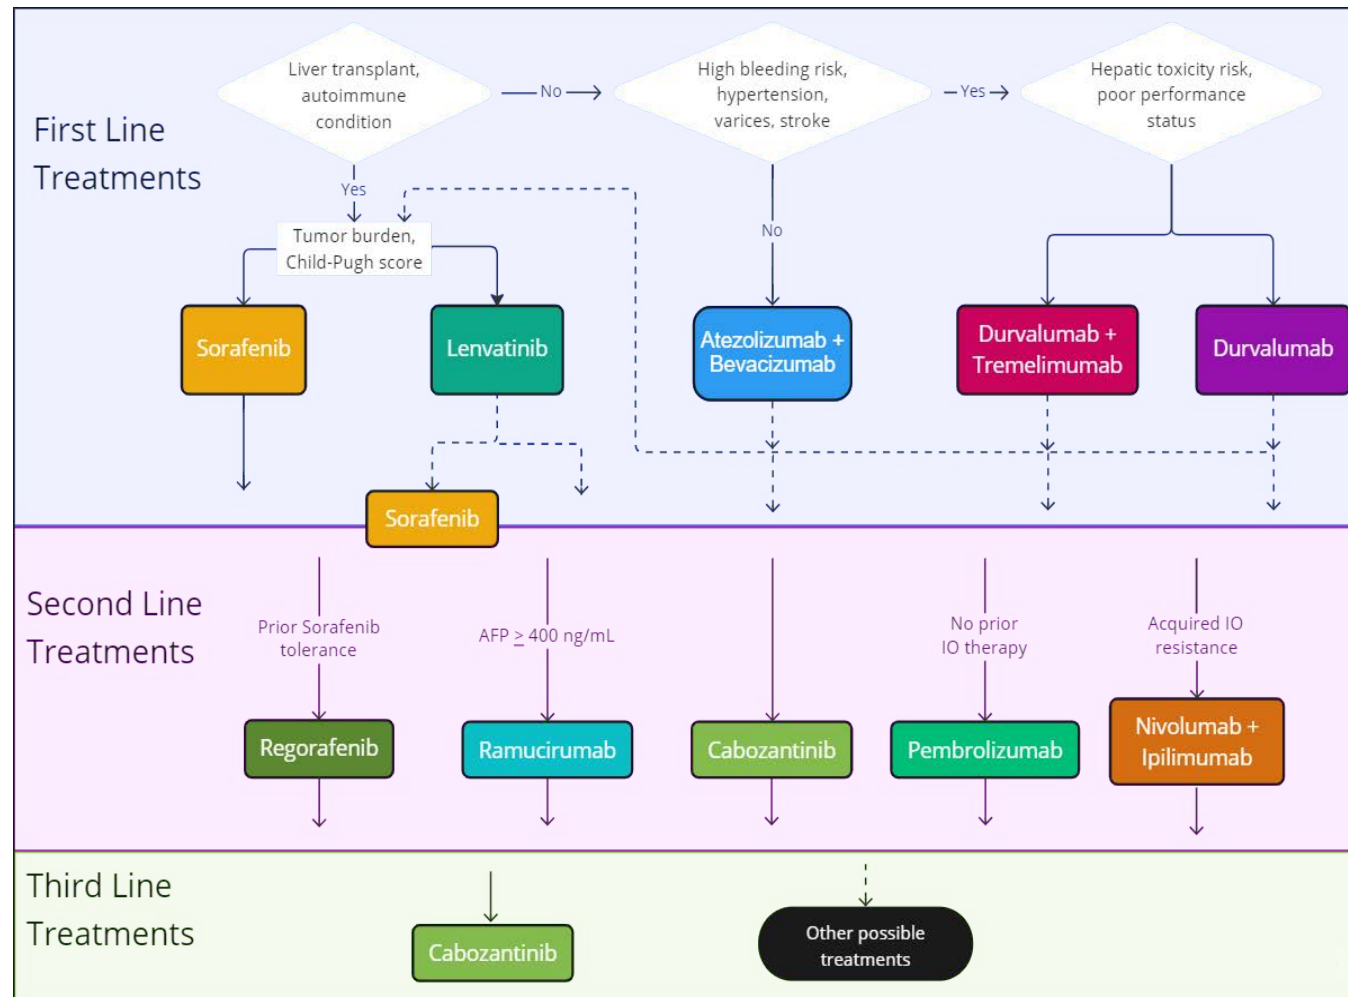 First Line
Treatments
Liver transplant,
autoimmune
condition
No
High bleeding risk,
hypertension,
varices, stroke
Yes
Hepatic toxicity risk,
poor performance
status
Yes
No
Tumor burden,
Child-Pugh score
Sorafenib
Lenvatinib
Atezolizumab +
Bevacizumab
Durvalumab +
Tremelimumab
Durvalumab
Sorafenib
Second Line
Treatments
Prior Sorafenib
tolerance
AFP ≥ 400 ng/mL
No prior
IO therapy
Acquired IO
resistance
Regorafenib
Ramucirumab
Cabozantinib
Pembrolizumab
Nivolumab +
Ipilimumab
Third Line
Treatments
Cabozantinib
Other possible
treatments